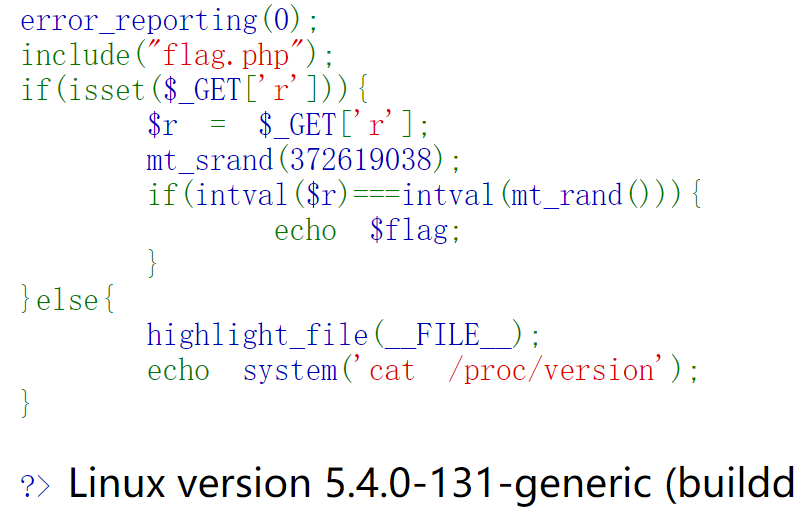 error_reporting(0);
include("flag.php");
if(isset($_GET['r'])){
$r = $_GET['r'];
mt_srand(372619038);
if(intval($r)===intval(mt_rand())){
echo $flag;
}
}else{
highlight_file(__FILE__);
echo system('cat /proc/version');
}
?> Linux version 5.4.0-131-generic (buildd